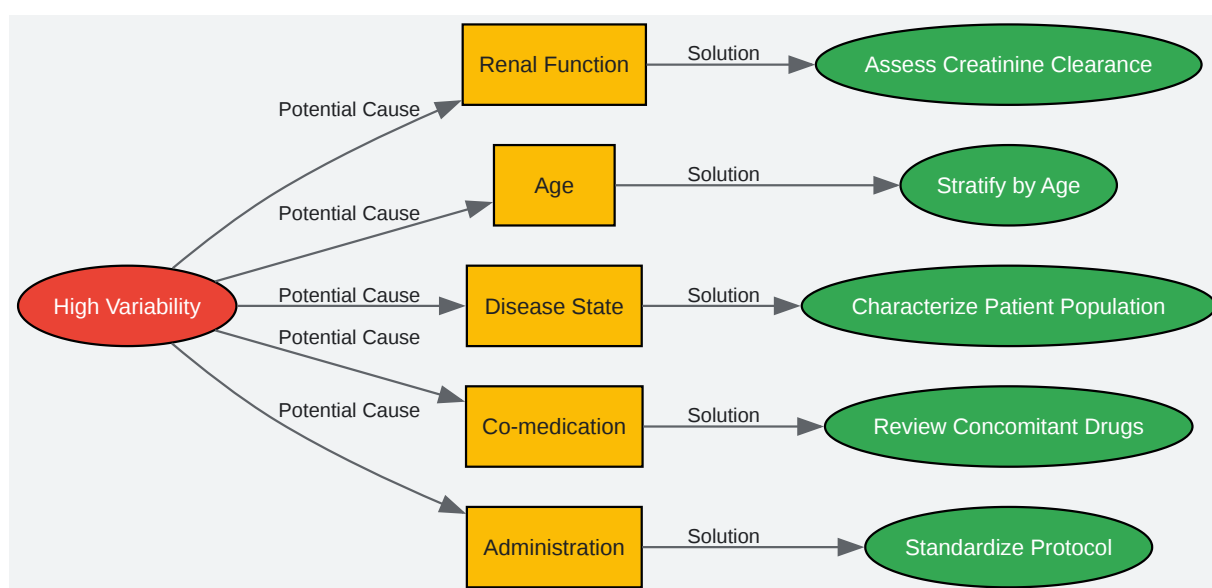 Renal Function
Solution
Assess Creatinine Clearance
Potential Cause
Age
Solution
Stratify by Age
Potential Cause
High Variability
Potential Cause
Disease State
Solution
Characterize Patient Population
Potential Cause
Co-medication
Solution
Review Concomitant Drugs
Potential Cause
Administration
Solution
Standardize Protocol